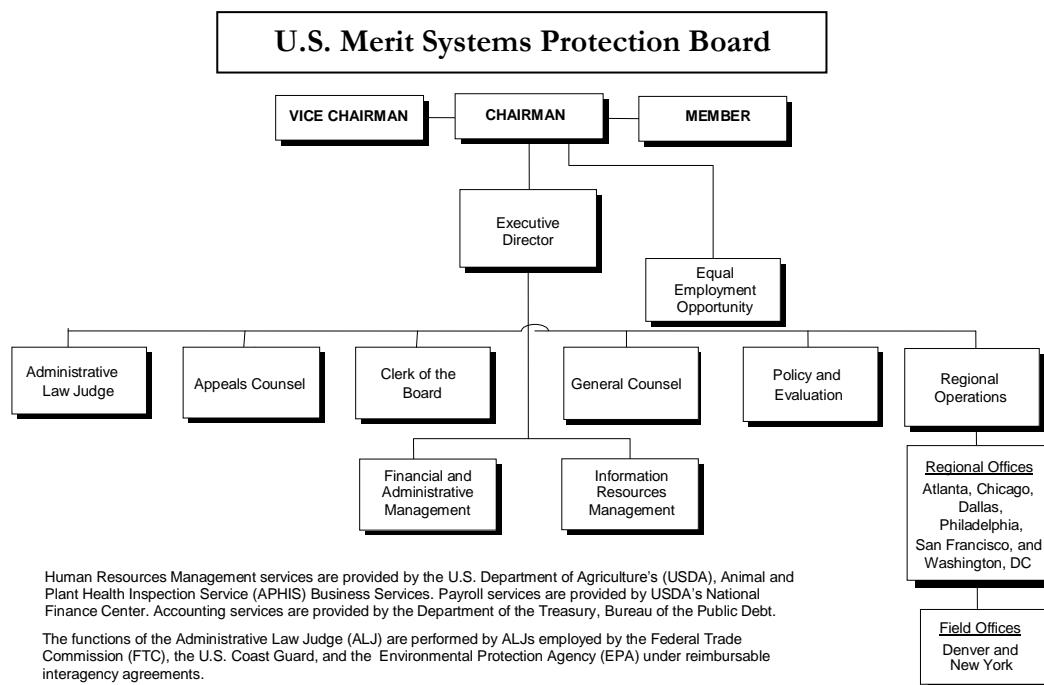 U.S. Merit Systems Protection Board
VICE CHAIRMAN
CHAIRMAN
MEMBER
Executive
Director
Equal
Employment
Opportunity
Administrative
Law Judge
Appeals Counsel
Clerk of the
Board
General Counsel
Policy and
Evaluation
Regional
Operations
Financial and
Administrative
Management
Information
Resources
Management
Regional Offices
Atlanta, Chicago,
Dallas,
Philadelphia,
San Francisco, and
Washington, DC
Field Offices
Denver and
New York
Human Resources Management services are provided by the U.S. Department of Agriculture's (USDA), Animal and
Plant Health Inspection Service (APHIS) Business Services. Payroll services are provided by USDA's National
Finance Center. Accounting services are provided by the Department of the Treasury, Bureau of the Public Debt.
The functions of the Administrative Law Judge (ALJ) are performed by ALJs employed by the Federal Trade
Commission (FTC), the U.S. Coast Guard, and the Environmental Protection Agency (EPA) under reimbursable
interagency agreements.